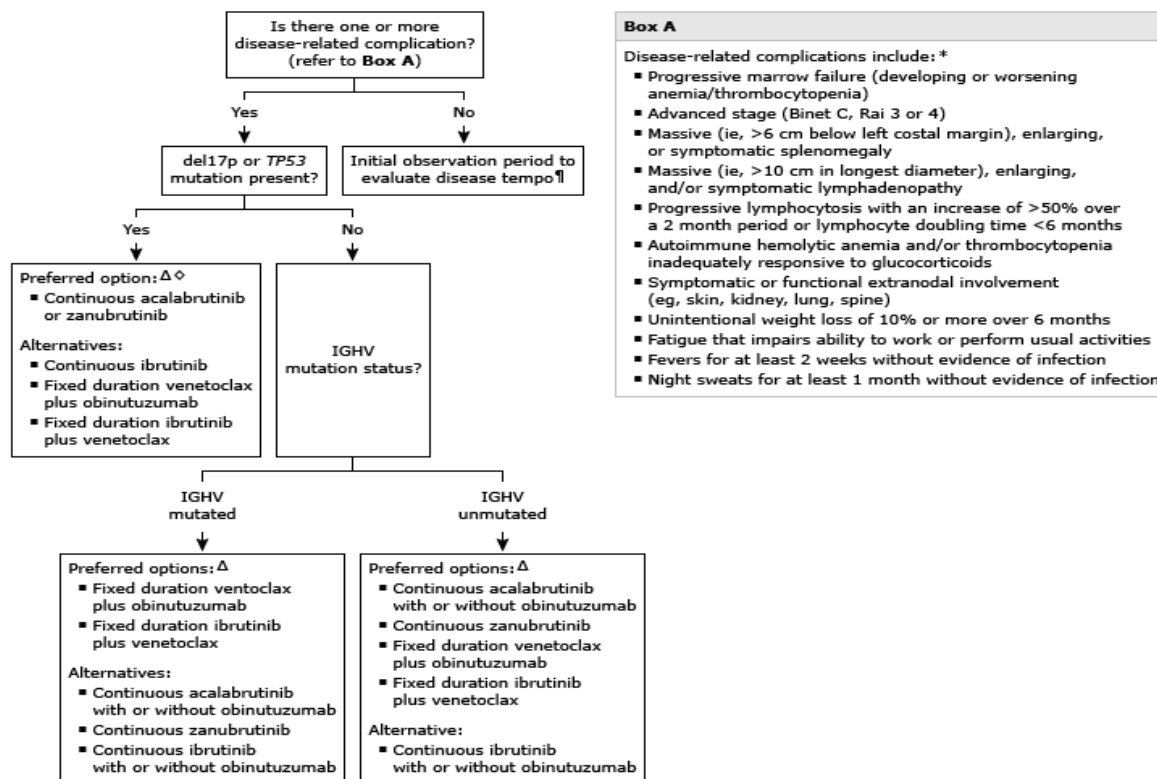 Is there one or more
disease-related complication?
(refer to Box A)
Yes
No
del17p or TP53
mutation present?
Initial observation period to
evaluate disease tempo¶
Yes
No
Preferred option:Δ◇
▪ Continuous acalabrutinib
or zanubrutinib
Alternatives:
▪ Continuous ibrutinib
▪ Fixed duration venetoclax
plus obinutuzumab
▪ Fixed duration ibrutinib
plus venetoclax
IGHV
mutation status?
IGHV
mutated
IGHV
unmutated
Preferred options:Δ
▪ Fixed duration ventoclax
plus obinutuzumab
▪ Fixed duration ibrutinib
plus venetoclax
Alternatives:
▪ Continuous acalabrutinib
with or without obinutuzumab
▪ Continuous zanubrutinib
▪ Continuous ibrutinib
with or without obinutuzumab
Preferred options:Δ
▪ Continuous acalabrutinib
with or without obinutuzumab
▪ Continuous zanubrutinib
▪ Fixed duration venetoclax
plus obinutuzumab
▪ Fixed duration ibrutinib
plus venetoclax
Alternative:
▪ Continuous ibrutinib
with or without obinutuzumab
Box A
Disease-related complications include:*
▪ Progressive marrow failure (developing or worsening
anemia/thrombocytopenia)
▪ Advanced stage (Binet C, Rai 3 or 4)
▪ Massive (ie, >6 cm below left costal margin), enlarging,
or symptomatic splenomegaly
▪ Massive (ie, >10 cm in longest diameter), enlarging,
and/or symptomatic lymphadenopathy
▪ Progressive lymphocytosis with an increase of >50% over
a 2 month period or lymphocyte doubling time <6 months
▪ Autoimmune hemolytic anemia and/or thrombocytopenia
inadequately responsive to glucocorticoids
▪ Symptomatic or functional extranodal involvement
(eg, skin, kidney, lung, spine)
▪ Unintentional weight loss of 10% or more over 6 months
▪ Fatigue that impairs ability to work or perform usual activities
▪ Fevers for at least 2 weeks without evidence of infection
▪ Night sweats for at least 1 month without evidence of infection